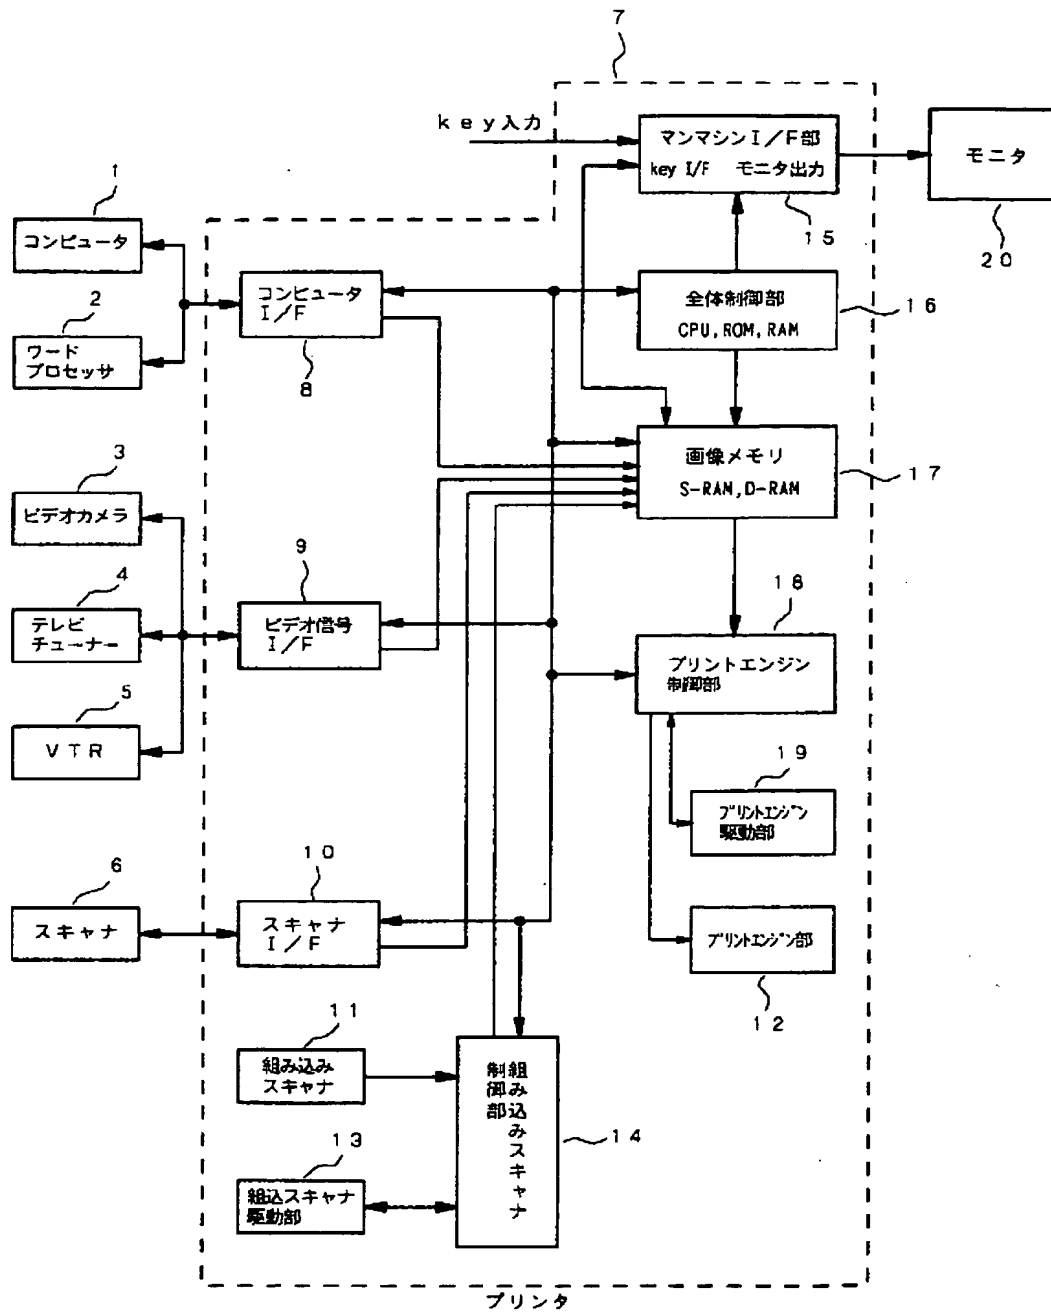 7
key入力
マンマシンI/F部
key I/F モニタ出力
15
モニタ
20
1
コンピュータ
2
ワード
プロセッサ
コンピュータ
I/F
8
全体制御部
CPU,ROM,RAM
16
画像メモリ
S-RAM,D-RAM
17
3
ビデオカメラ
4
テレビ
チューナー
5
VTR
9
ビデオ信号
I/F
18
プリントエンジン
制御部
19
プリントエンジン
駆動部
プリントエンジン部
12
6
スキャナ
10
スキャナ
I/F
11
組み込み
スキャナ
13
組込スキャナ
駆動部
組み込みスキャナ
制御部
14
プリンタ